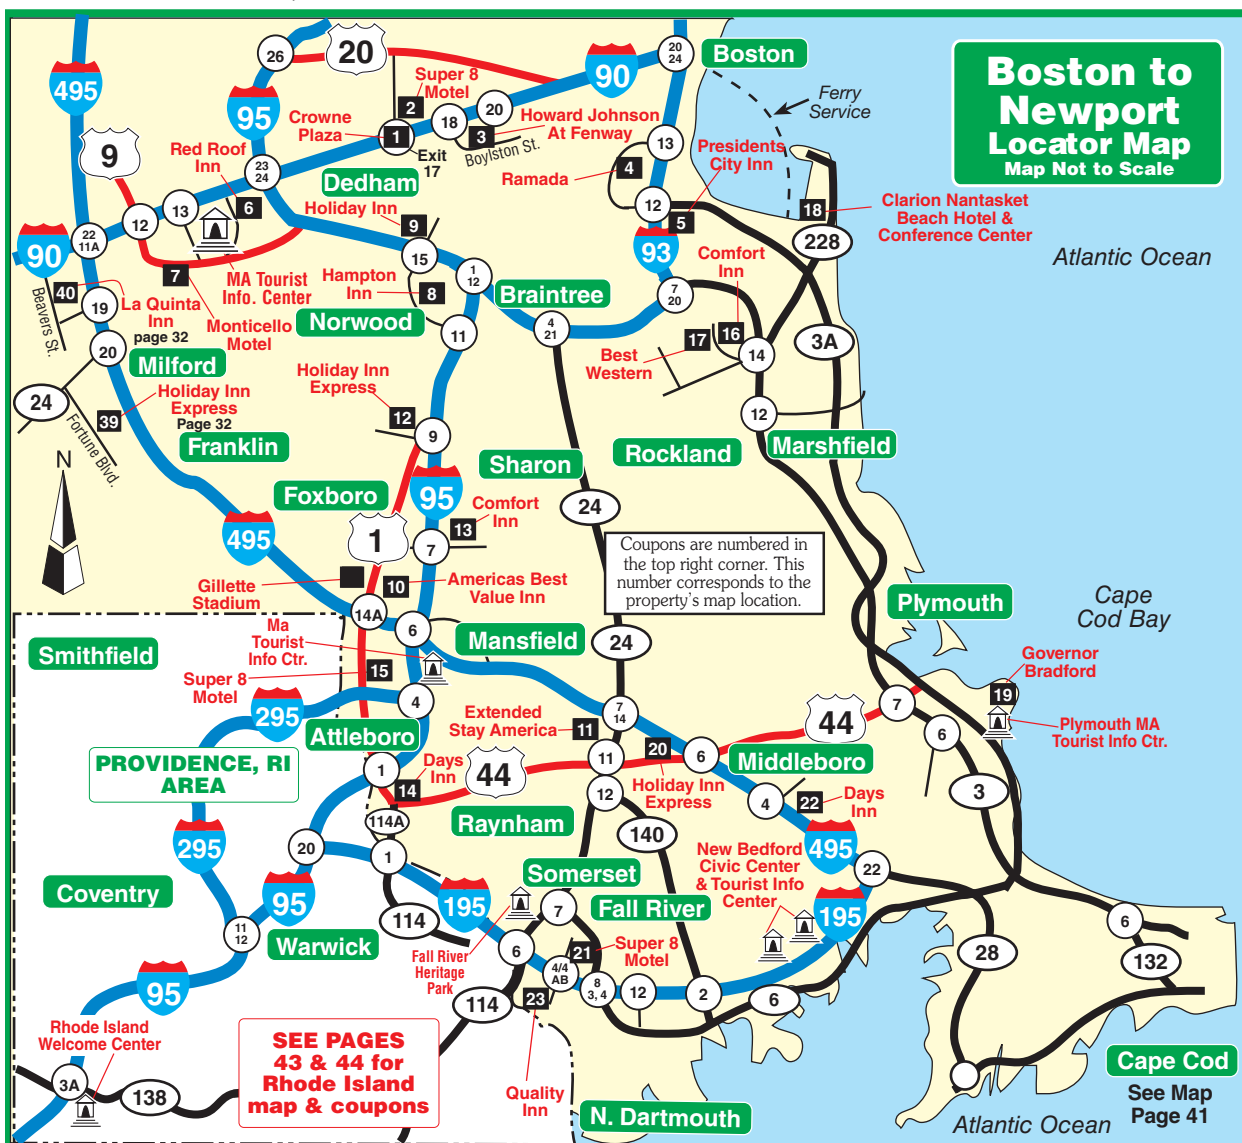 Boston to
Newport
Locator Map
Map Not to Scale
495
26
20
90
20
24
Boston
Ferry
Service
95
Super 8
Motel
2
Crowne
Plaza
1
18
20
3
Howard Johnson
At Fenway
Boylston St.
Exit
17
9
Red Roof
Inn
23
24
Dedham
13
Presidents
City Inn
Ramada
4
12
5
6
13
12
Holiday Inn
9
18
Clarion Nantasket
Beach Hotel &
Conference Center
228
Atlantic Ocean
22
11A
90
93
15
7
MA Tourist
Info. Center
Hampton
Inn
8
1
12
Braintree
Comfort
Inn
7
20
40
Beavers St.
19
La Quinta
Inn
page 32
Monticello
Motel
Norwood
11
4
21
17
16
3A
20
Milford
Best
Western
14
24
39
Holiday Inn
Express
Page 32
Fortune Blvd.
Holiday Inn
Express
12
9
12
Franklin
Sharon
Rockland
Marshfield
N
Foxboro
95
24
Comfort
Inn
13
495
1
7
Coupons are numbered in
the top right corner. This
number corresponds to the
property's map location.
Gillette
Stadium
10
Americas Best
Value Inn
Plymouth
Cape
Cod Bay
14A
6
Ma
Tourist
Info Ctr.
Mansfield
24
Smithfield
15
Super 8
Motel
Governor
Bradford
19
295
4
7
14
7
44
Extended
Stay America
11
Plymouth MA
Tourist Info Ctr.
Attleboro
20
6
6
PROVIDENCE, RI
AREA
1
Days
Inn
14
44
11
Holiday Inn
Express
Middleboro
12
4
22
Days
Inn
3
114A
Raynham
140
295
20
1
New Bedford
Civic Center
& Tourist Info
Center
495
22
Coventry
95
Somerset
195
Fall River
195
114
7
6
11
12
Warwick
Fall River
Heritage
Park
6
21
Super 8
Motel
28
132
95
4/4
AB
8
3, 4
12
2
6
114
23
Rhode Island
Welcome Center
SEE PAGES
43 & 44 for
Rhode Island
map & coupons
Cape Cod
See Map
Page 41
3A
138
Quality
Inn
N. Dartmouth
Atlantic Ocean